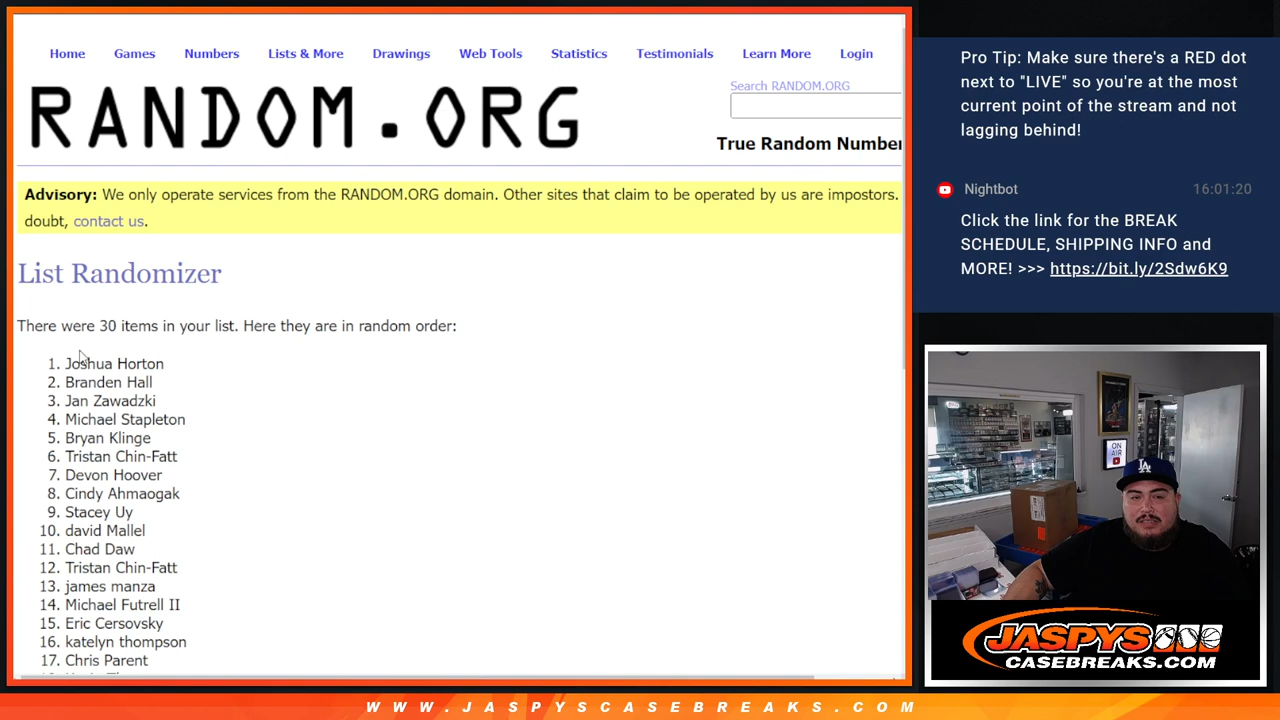 Home Games Numbers Lists & More Drawings Web Tools Statistics Testimonials Learn More Login
RANDOM.ORG
Search RANDOM.ORG
True Random Number
Advisory: We only operate services from the RANDOM.ORG domain. Other sites that claim to be operated by us are impostors.
doubt, contact us.
List Randomizer
There were 30 items in your list. Here they are in random order:
1. Joshua Horton
2. Branden Hall
3. Jan Zawadzki
4. Michael Stapleton
5. Bryan Klinge
6. Tristan Chin-Fatt
7. Devon Hoover
8. Cindy Ahmaogak
9. Stacey Uy
10. david Mallel
11. Chad Daw
12. Tristan Chin-Fatt
13. james manza
14. Michael Futrell II
15. Eric Cersovsky
16. katelyn thompson
17. Chris Parent
Pro Tip: Make sure there's a RED dot
next to "LIVE" so you're at the most
current point of the stream and not
lagging behind!
Nightbot 16:01:20
Click the link for the BREAK
SCHEDULE, SHIPPING INFO and
MORE! >>> https://bit.ly/2Sdw6K9
ON
AIR
LA
JASPYS
CASEBREAKS.COM
WWW.JASPYSCASEBREAKS.COM